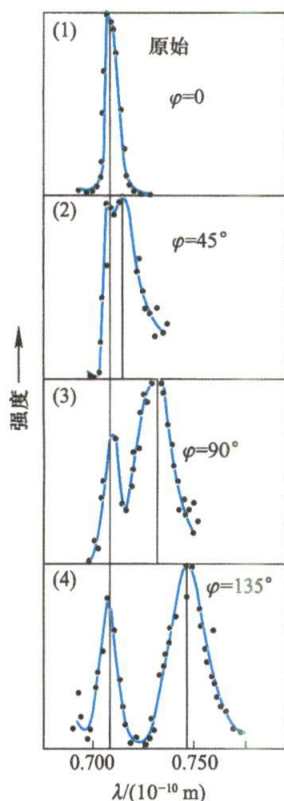 (1)
原始
φ=0
(2)
φ=45°
(3)
φ=90°
(4)
φ=135°
强度
0.700
0.750
λ/(10⁻¹⁰ m)